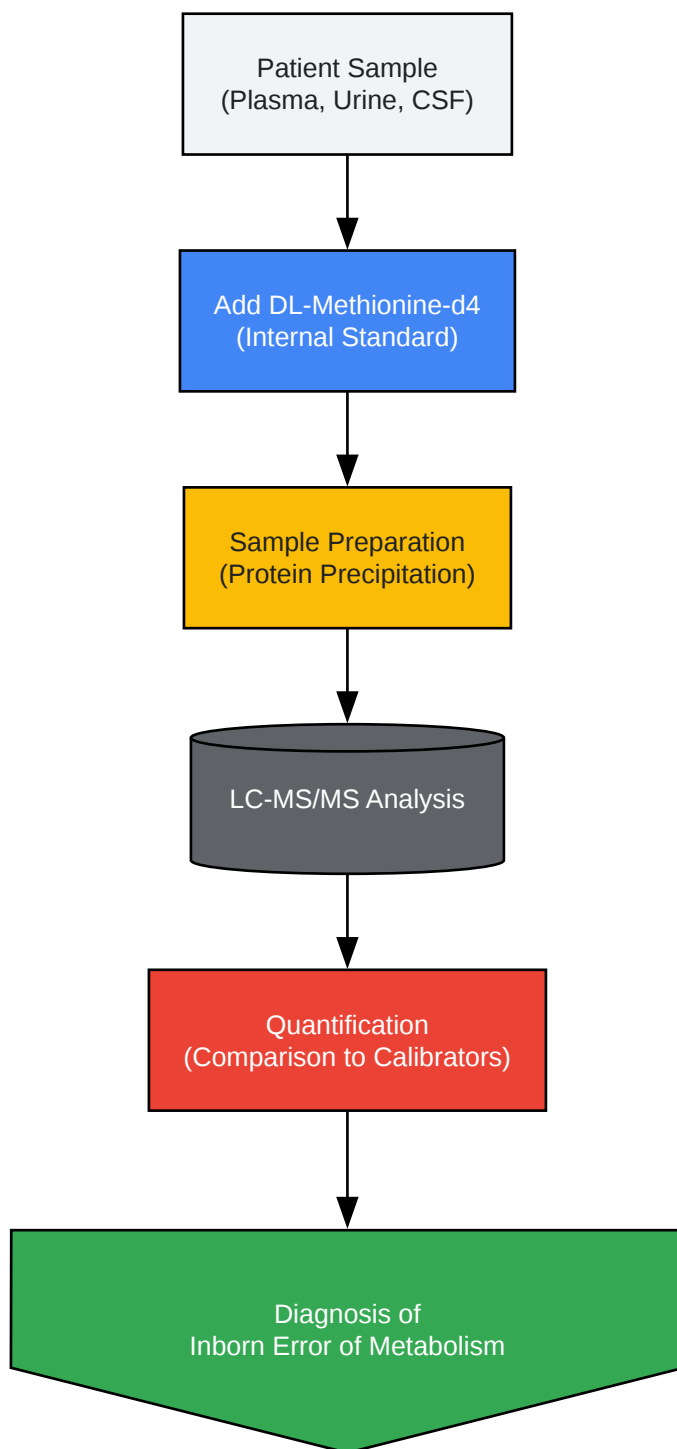 Patient Sample
(Plasma, Urine, CSF)
Add DL-Methionine-d4
(Internal Standard)
Sample Preparation
(Protein Precipitation)
LC-MS/MS Analysis
Quantification
(Comparison to Calibrators)
Diagnosis of
Inborn Error of Metabolism